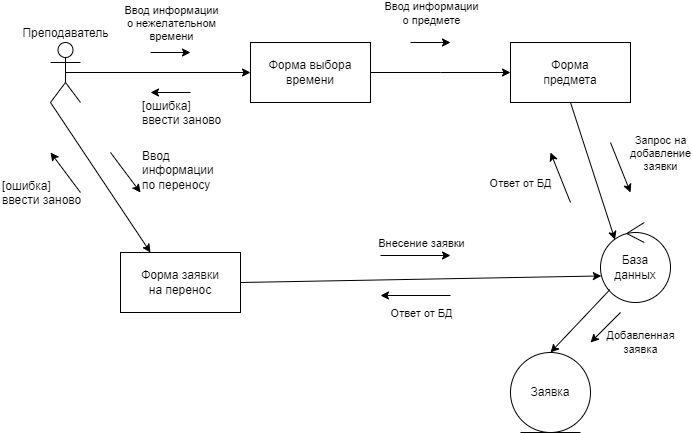 Преподаватель
Ввод информации
о нежелательном
времени
Ввод информации
о предмете
Форма выбора
времени
Форма
предмета
[ошибка]
ввести заново
Ввод
информации
по переносу
[ошибка]
ввести заново
Запрос на
добавление
заявки
Ответ от БД
Форма заявки
на перенос
Внесение заявки
Ответ от БД
База
данных
Добавленная
заявка
Заявка